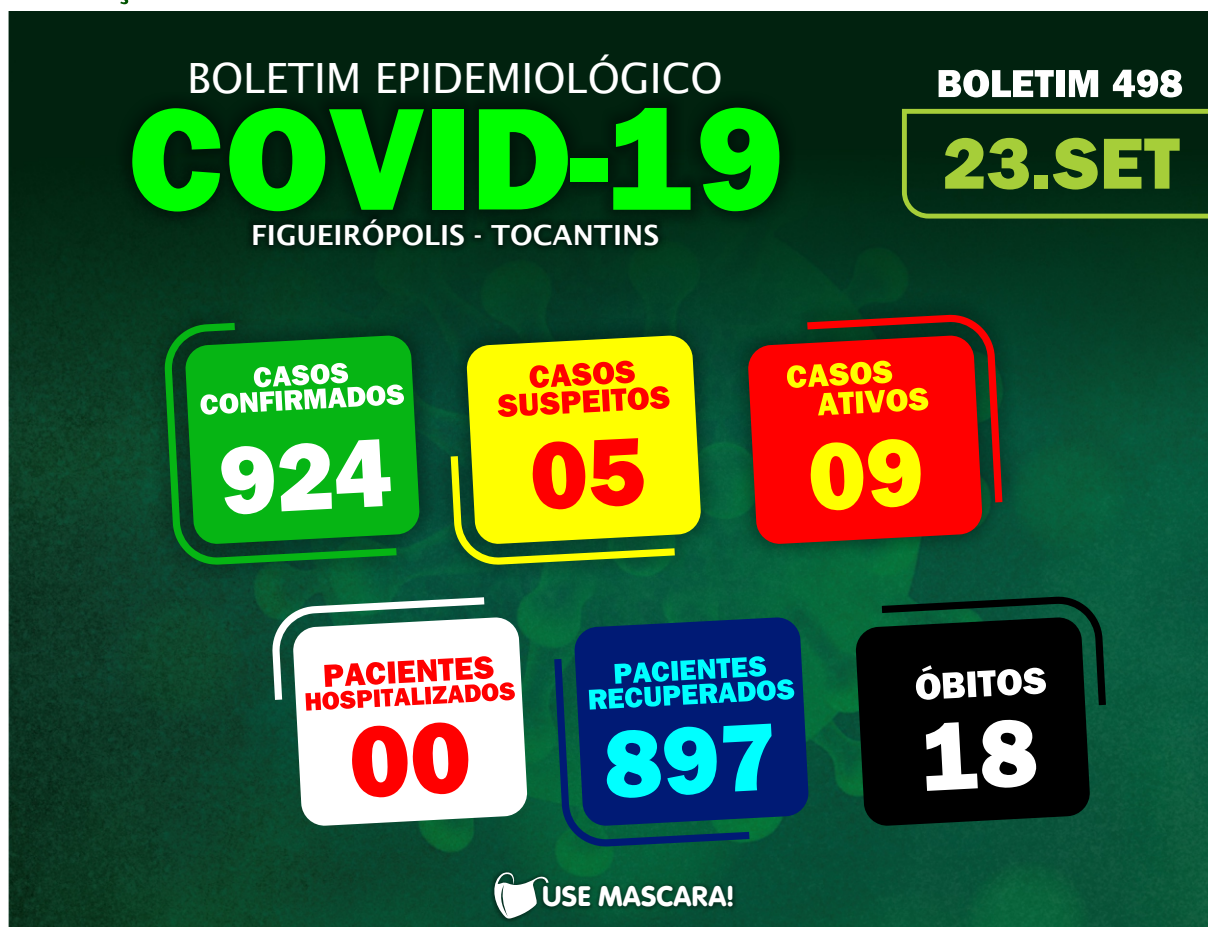 BOLETIM EPIDEMIOLÓGICO
COVID-19
FIGUEIRÓPOLIS - TOCANTINS
BOLETIM 498
23.SET
CASOS
CONFIRMADOS
924
CASOS
SUSPEITOS
05
CASOS
ATIVOS
09
PACIENTES
HOSPITALIZADOS
00
PACIENTES
RECUPERADOS
897
ÓBITOS
18
USE MASCARA!